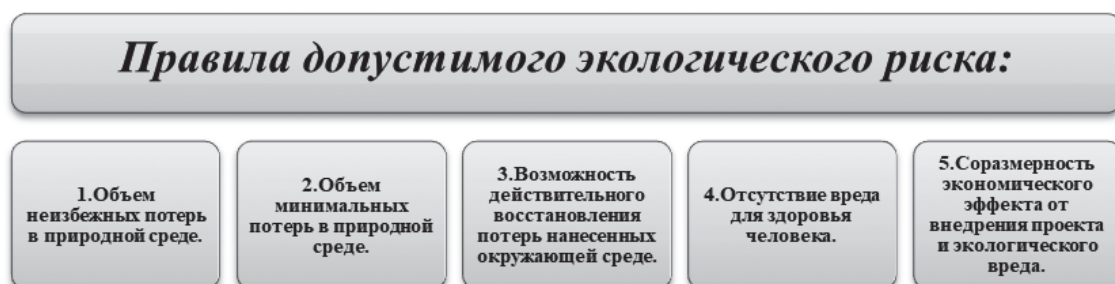 Правила допустимого экологического риска:
1.Объем
неизбежных потерь
в природной среде.
2.Объем
минимальных
потерь в природной
среде.
3.Возможность
действительного
восстановления
потерь нанесенных
окружающей среде.
4.Отсутствие вреда
для здоровья
человека.
5.Соразмерность
экономического
эффекта от
внедрения проекта
и экологического
вреда.